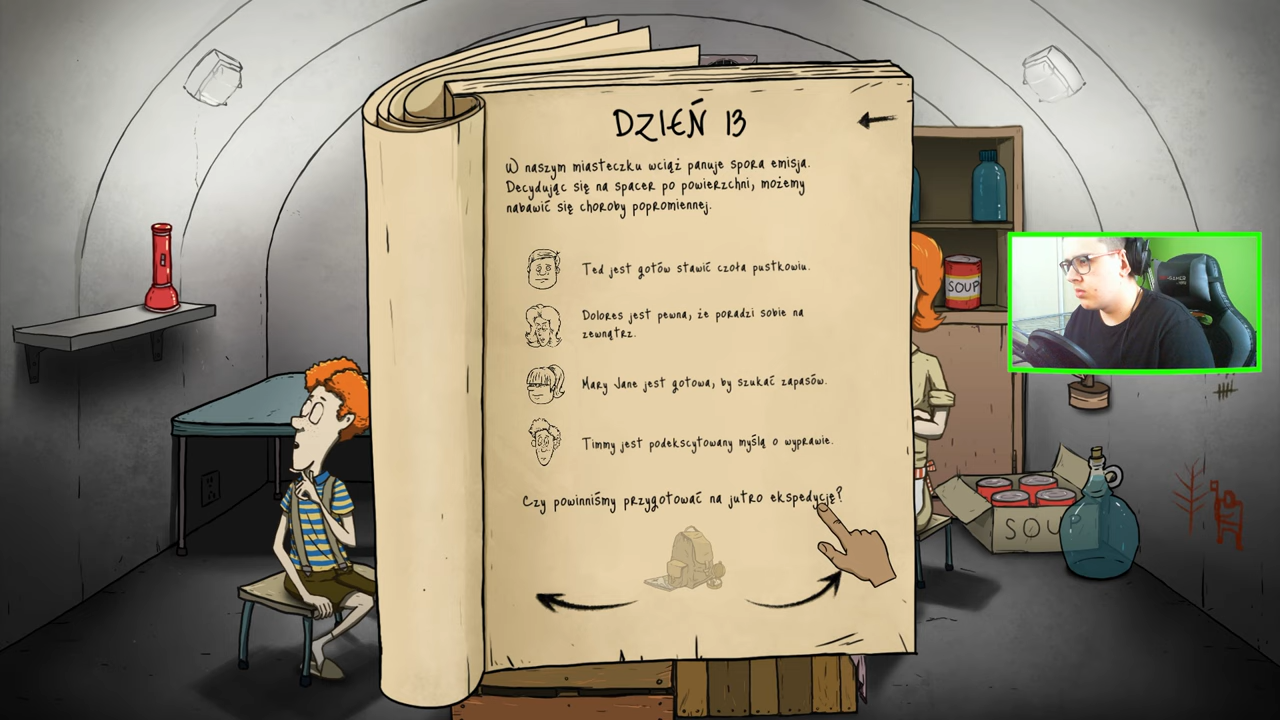 DZIEŃ 13
W naszym miasteczku wciąż panuje spora emisja.
Decydując się na spacer po powierzchni, możemy
nabawić się choroby popromiennej.
Ted jest gotów stawić czoła pustkowiu.
Dolores jest pewna, że poradzi sobie na
zewnątrz.
Mary Jane jest gotowa, by szukać zapasów.
Timmy jest podekscytowany myślą o wyprawie.
Czy powinniśmy przygotować na jutro ekspedycję?
SOUP
SOUP